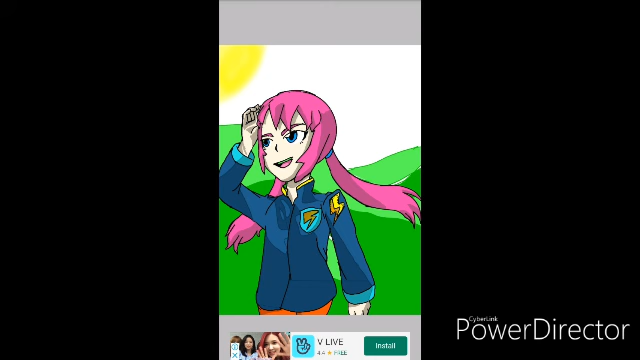 V LIVE
4.4 ★ FREE
Install
CyberLink
PowerDirector